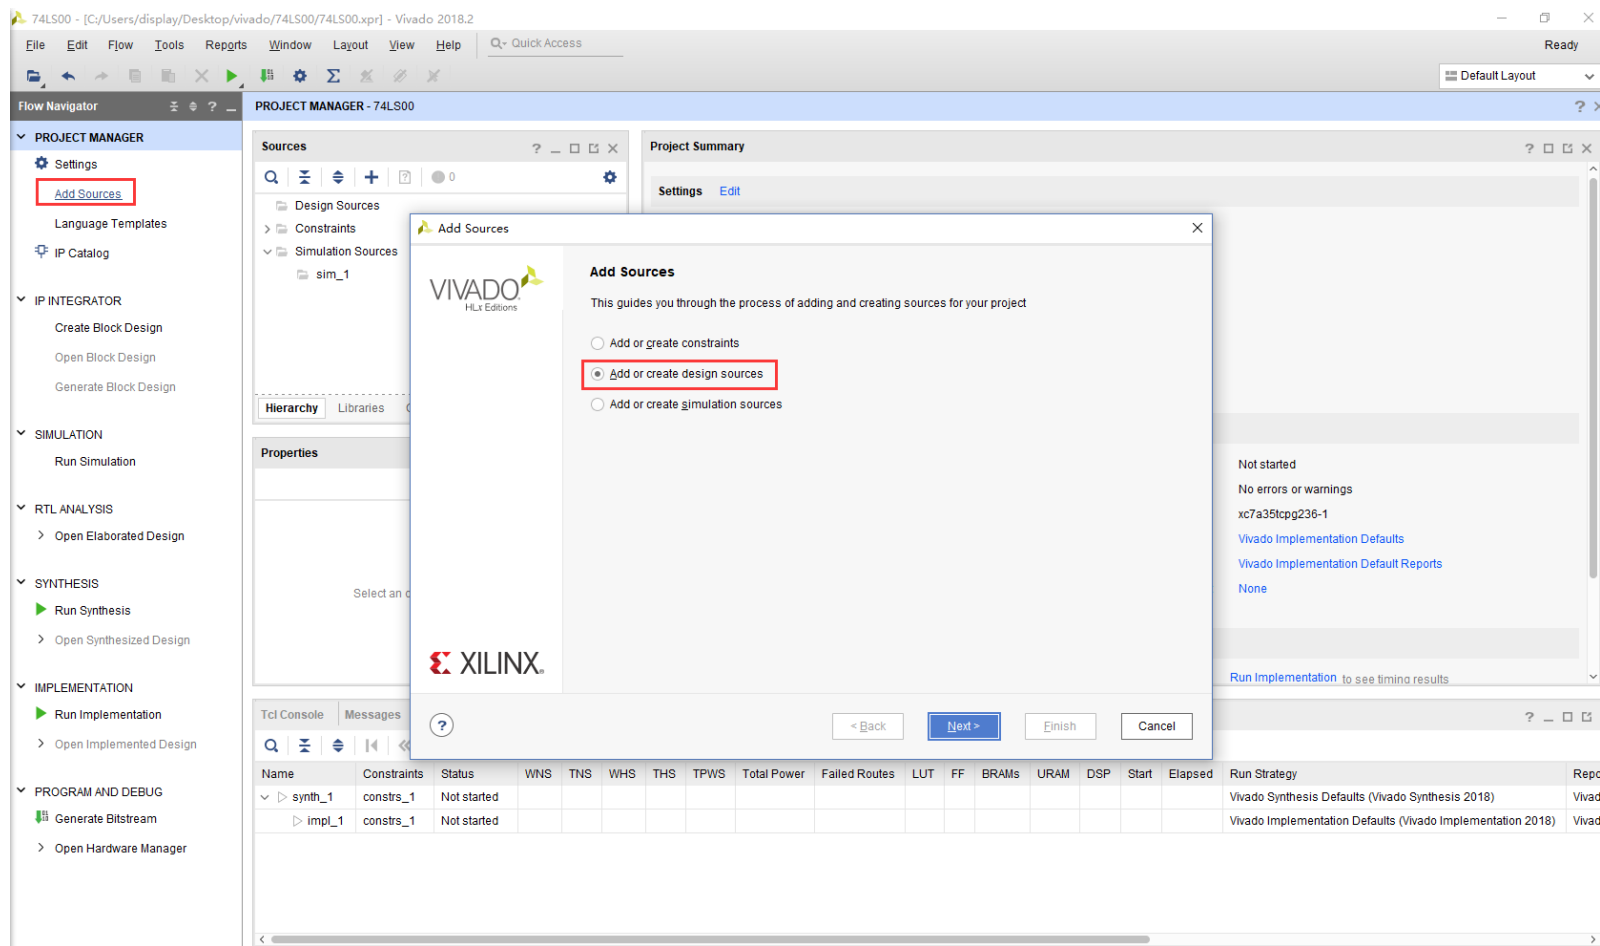 74LS00 - [C:/Users/display/Desktop/vivado/74LS00/74LS00.xpr] - Vivado 2018.2
File Edit Flow Tools Reports Window Layout View Help Quick Access Ready
Default Layout
Flow Navigator
PROJECT MANAGER - 74LS00
PROJECT MANAGER
Settings
Add Sources
Language Templates
IP Catalog
IP INTEGRATOR
Create Block Design
Open Block Design
Generate Block Design
SIMULATION
Run Simulation
RTL ANALYSIS
Open Elaborated Design
SYNTHESIS
Run Synthesis
Open Synthesized Design
IMPLEMENTATION
Run Implementation
Open Implemented Design
PROGRAM AND DEBUG
Generate Bitstream
Open Hardware Manager
Sources
0
Design Sources
Constraints
Simulation Sources
sim_1
Hierarchy Libraries
Properties
Select an
Project Summary
Settings Edit
Not started
No errors or warnings
xc7a35tcpg236-1
Vivado Implementation Defaults
Vivado Implementation Default Reports
None
Run Implementation to see timing results
Add Sources
VIVADO
HLx Editions
Add Sources
This guides you through the process of adding and creating sources for your project
Add or create constraints
Add or create design sources
Add or create simulation sources
XILINX
? < Back Next > Finish Cancel
Tcl Console Messages
Name Constraints Status WNS TNS WHS THS TPWS Total Power Failed Routes LUT FF BRAMs URAM DSP Start Elapsed Run Strategy Repo
synth_1 constrs_1 Not started Vivado Synthesis Defaults (Vivado Synthesis 2018) Vivad
impl_1 constrs_1 Not started Vivado Implementation Defaults (Vivado Implementation 2018) Vivad